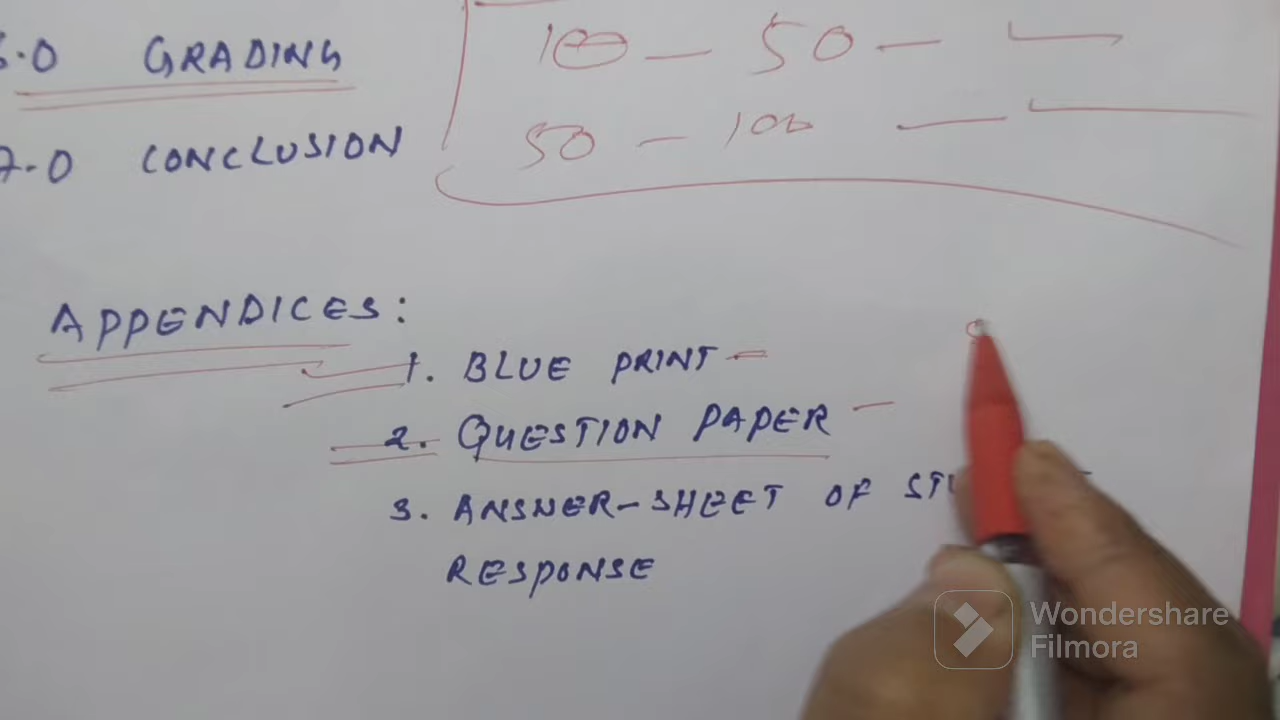 .0 GRADING
100 - 50 -
7.0 CONCLUSION
50 - 100 -
APPENDICES:
1. BLUE PRINT -
2. QUESTION PAPER -
3. ANSWER-SHEET OF
RESPONSE
Wondershare
Filmora